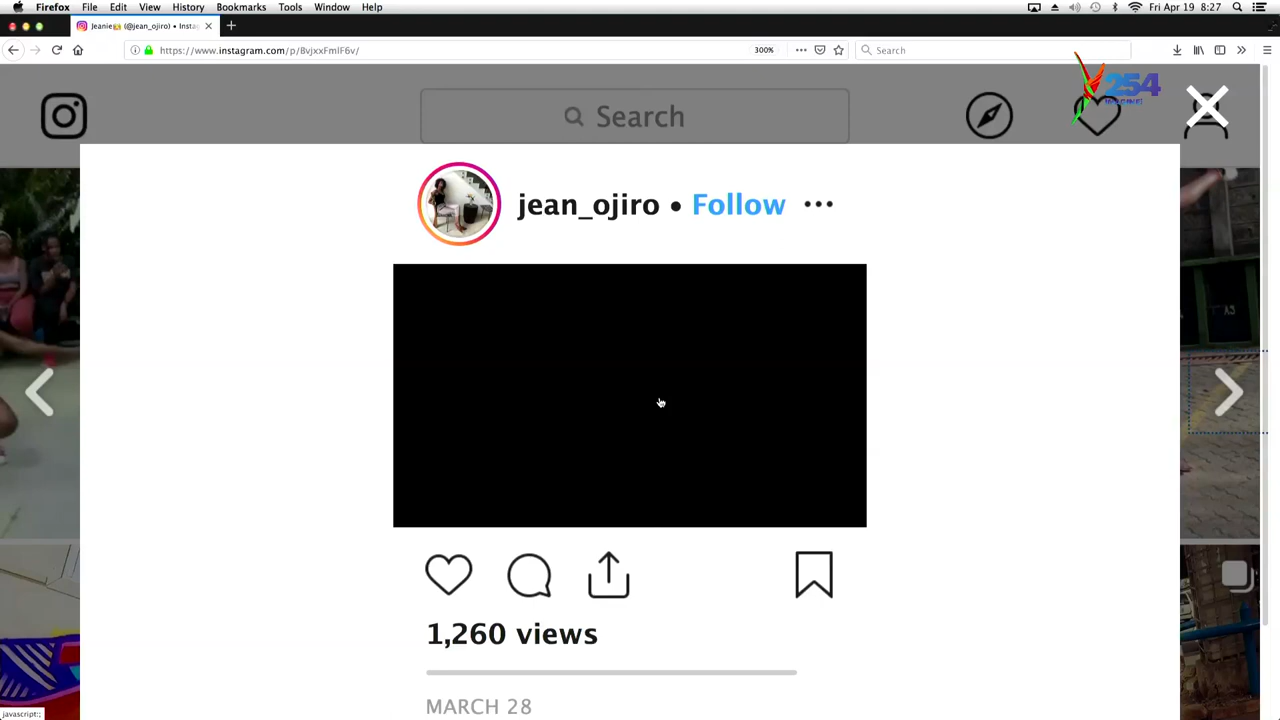 Firefox File Edit View History Bookmarks Tools Window Help Fri Apr 19 8:27
Jeanie (@jean_ojiro) • Insta
https://www.instagram.com/p/BvjxxFmlF6v/ 300% ••• Search
254
Search
jean_ojiro • Follow •••
1,260 views
MARCH 28
javascript:;